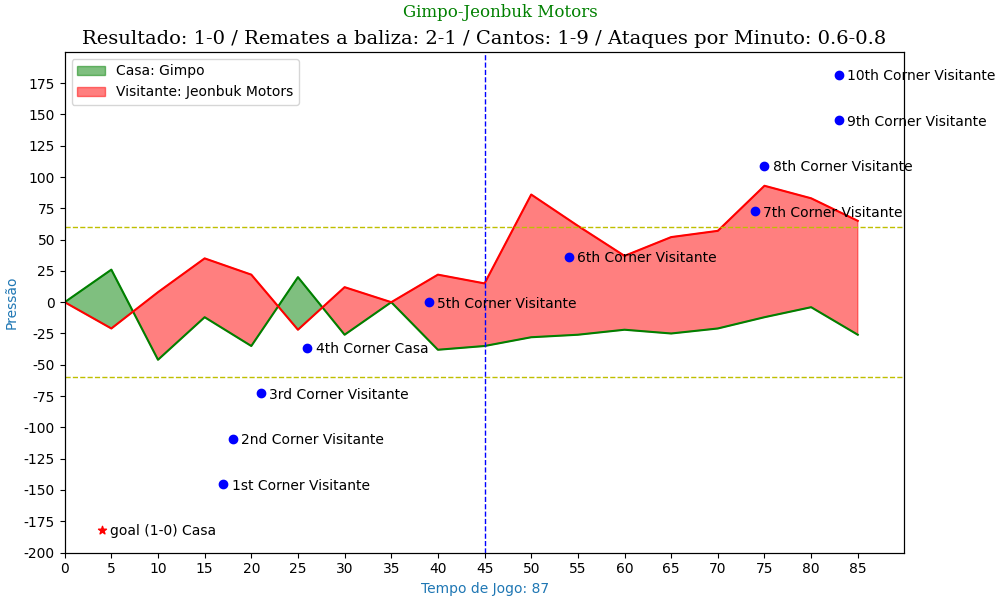 Gimpo-Jeonbuk Motors
Resultado: 1-0 / Remates a baliza: 2-1 / Cantos: 1-9 / Ataques por Minuto: 0.6-0.8
Casa: Gimpo
Visitante: Jeonbuk Motors
10th Corner Visitante
9th Corner Visitante
8th Corner Visitante
7th Corner Visitante
6th Corner Visitante
5th Corner Visitante
4th Corner Casa
3rd Corner Visitante
2nd Corner Visitante
1st Corner Visitante
goal (1-0) Casa
Pressão
175
150
125
100
75
50
25
0
-25
-50
-75
-100
-125
-150
-175
-200
0 5 10 15 20 25 30 35 40 45 50 55 60 65 70 75 80 85
Tempo de Jogo: 87